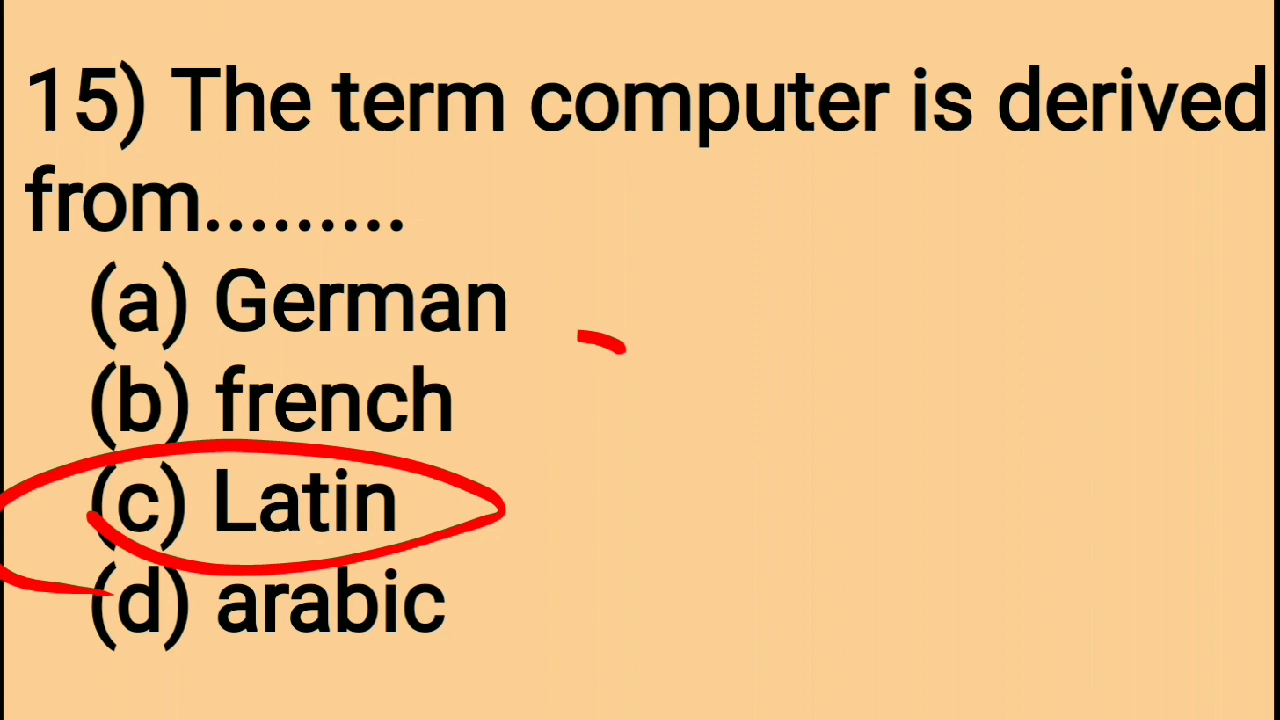 15) The term computer is derived
from.........
(a) German
(b) french
(c) Latin
(d) arabic